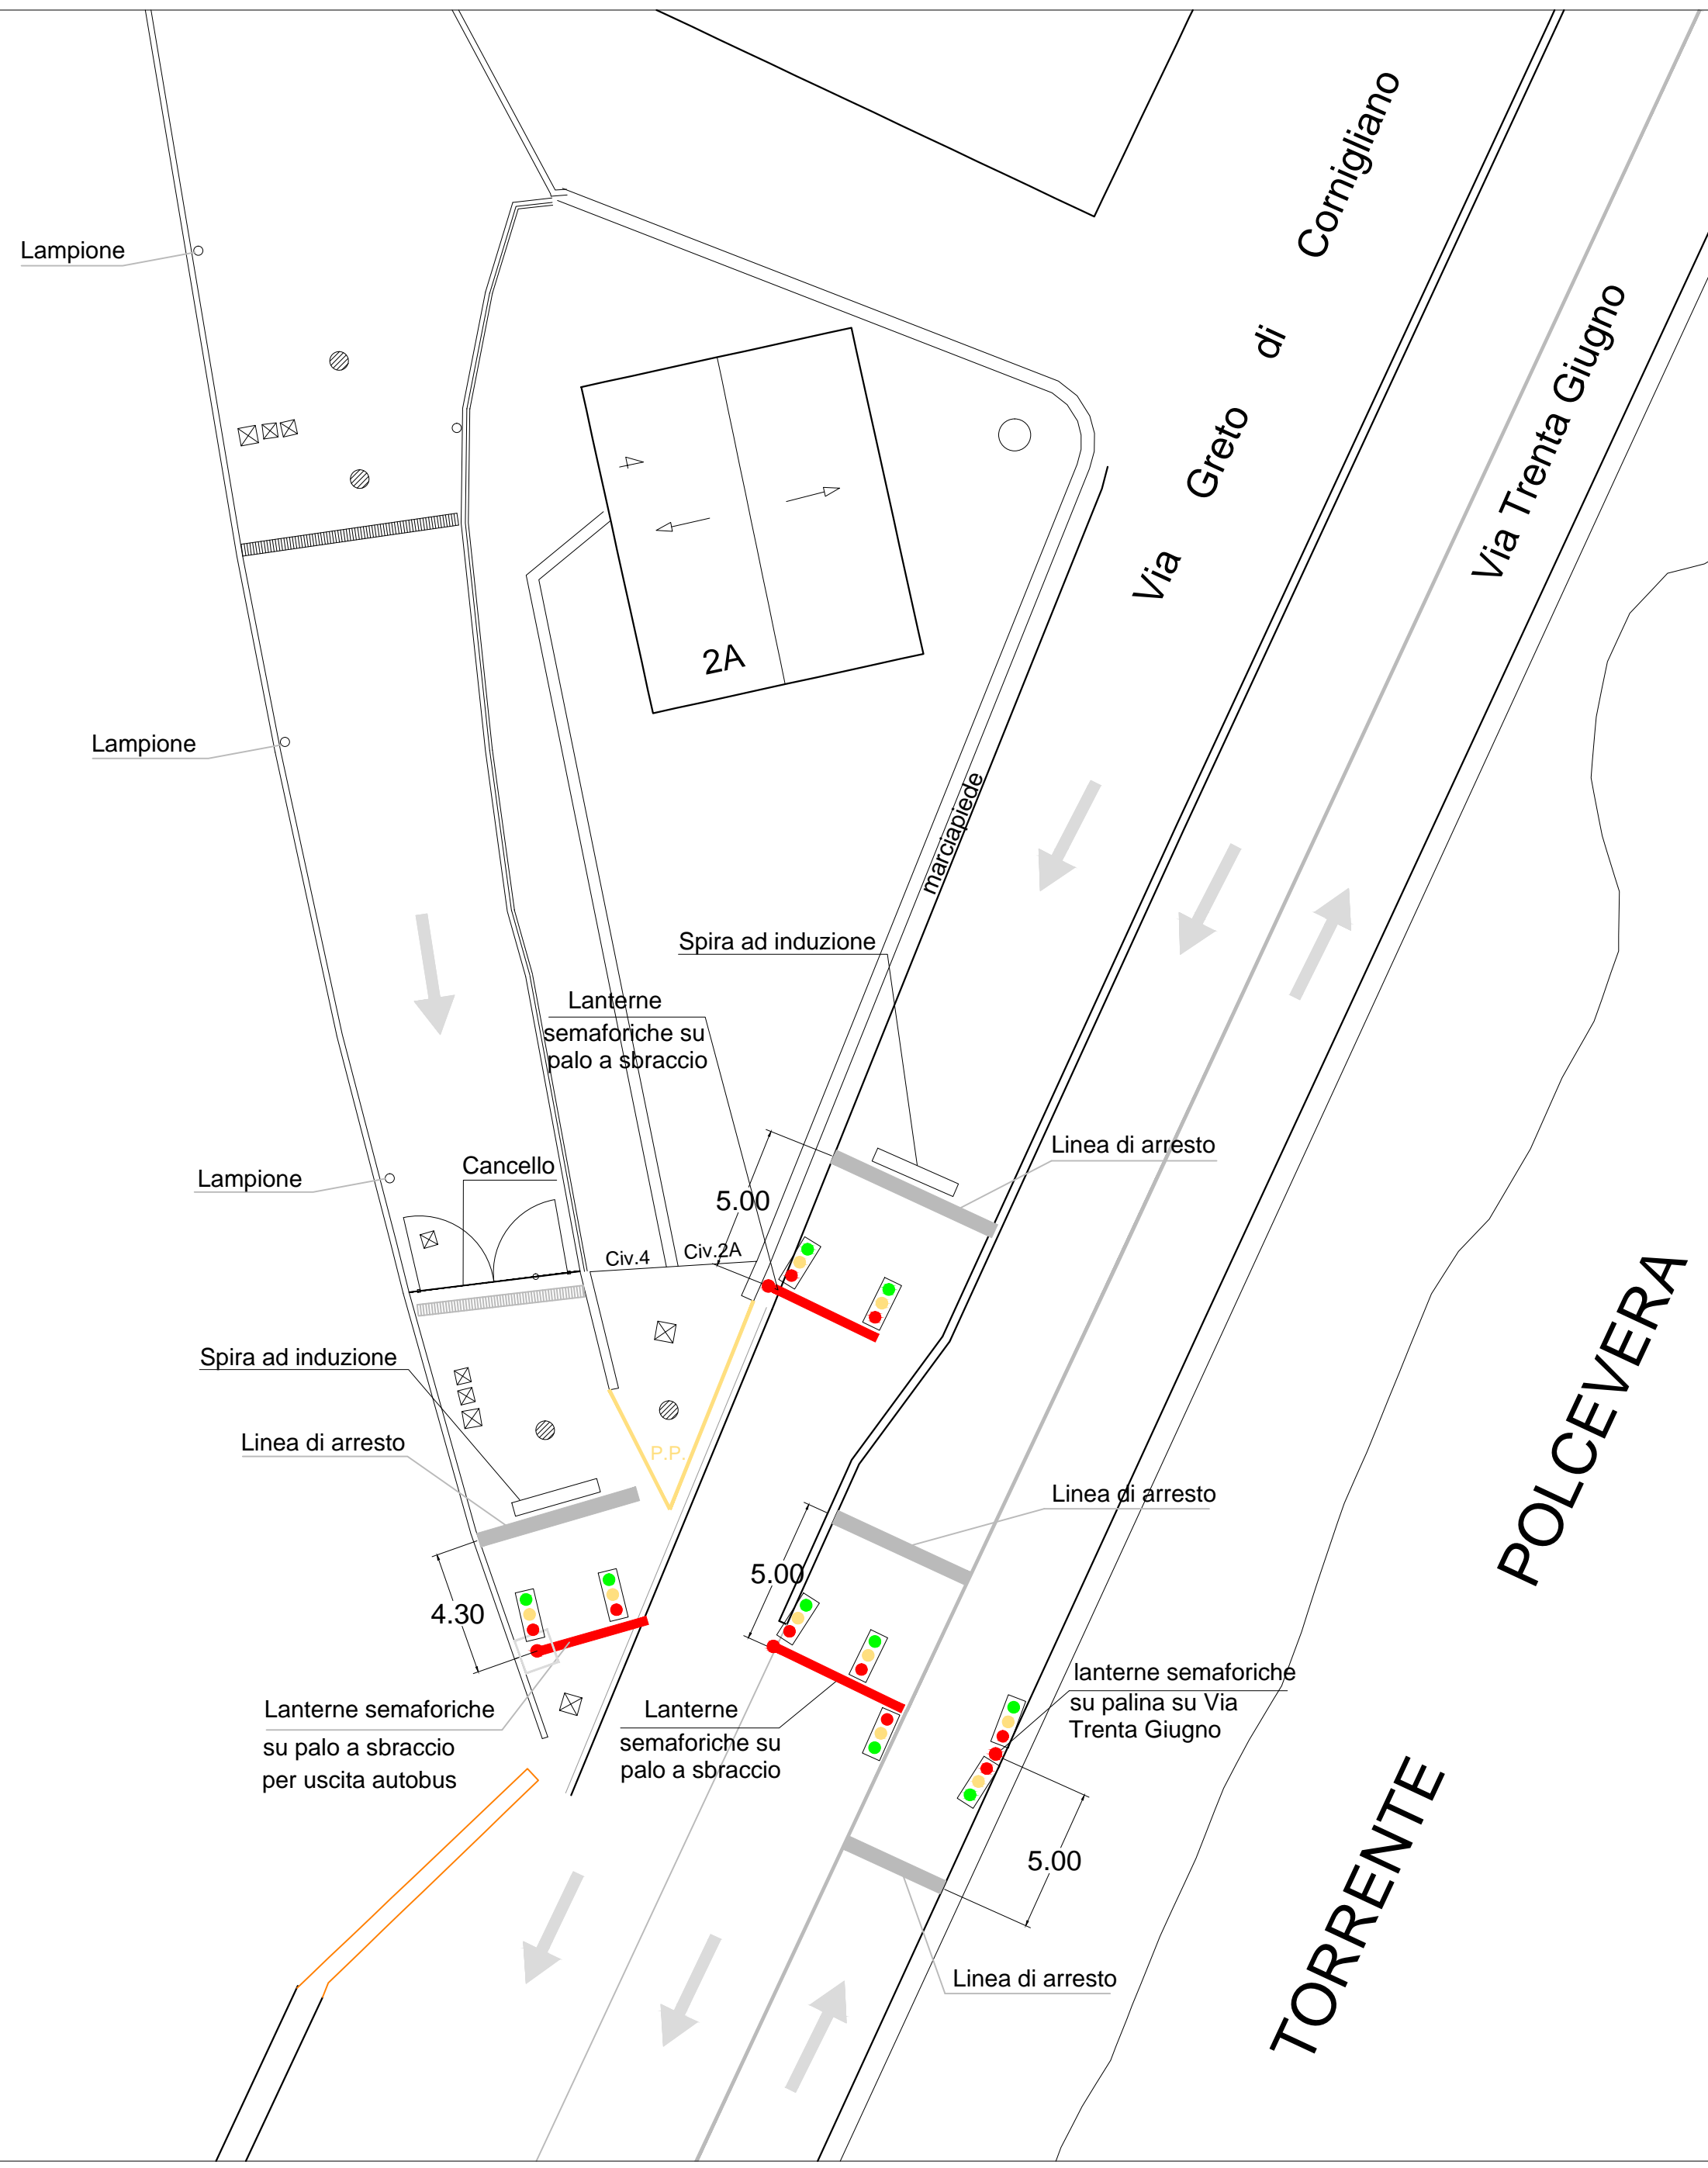 Via Greto di Cornigliano
Via Trenta Giugno
Lampione
2A
Lampione
marciapiede
Spira ad induzione
Lanterne
semaforiche su
palo a sbraccio
Linea di arresto
Lampione
Cancello
5.00
Civ.4
Civ.2A
Spira ad induzione
Linea di arresto
P.P.
Linea di arresto
5.00
4.30
Lanterne semaforiche
su palo a sbraccio
per uscita autobus
Lanterne
semaforiche su
palo a sbraccio
lanterne semaforiche
su palina su Via
Trenta Giugno
5.00
Linea di arresto
TORRENTE POLCEVERA